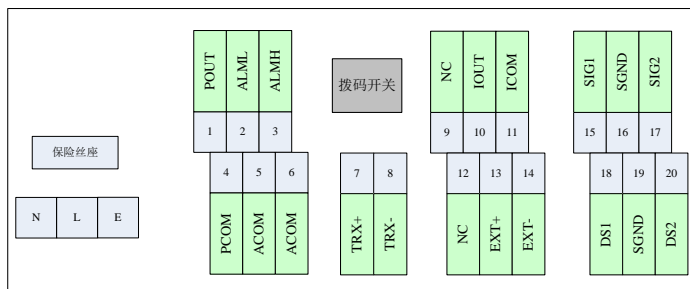 POUT ALML ALMH
1 2 3
4 5 6
PCOM ACOM ACOM
保险丝座
N L E
拨码开关
7 8
TRX+ TRX-
NC IOUT ICOM
9 10 11
12 13 14
NC EXT+ EXT-
SIG1 SGND SIG2
15 16 17
18 19 20
DS1 SGND DS2